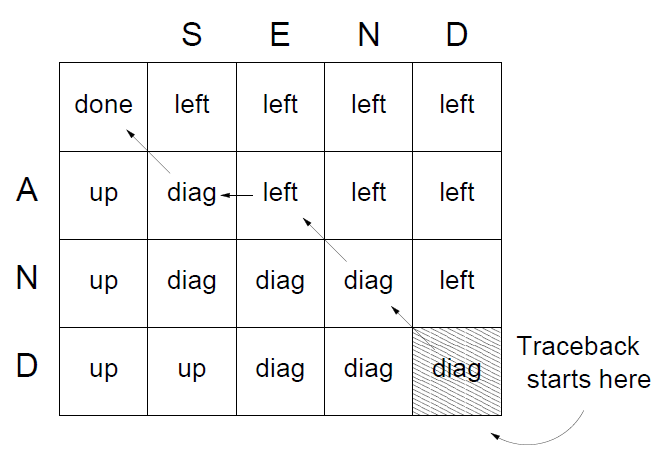 S E N D
done left left left left
A up diag left left left
N up diag diag diag left
D up up diag diag diag
Traceback
starts here